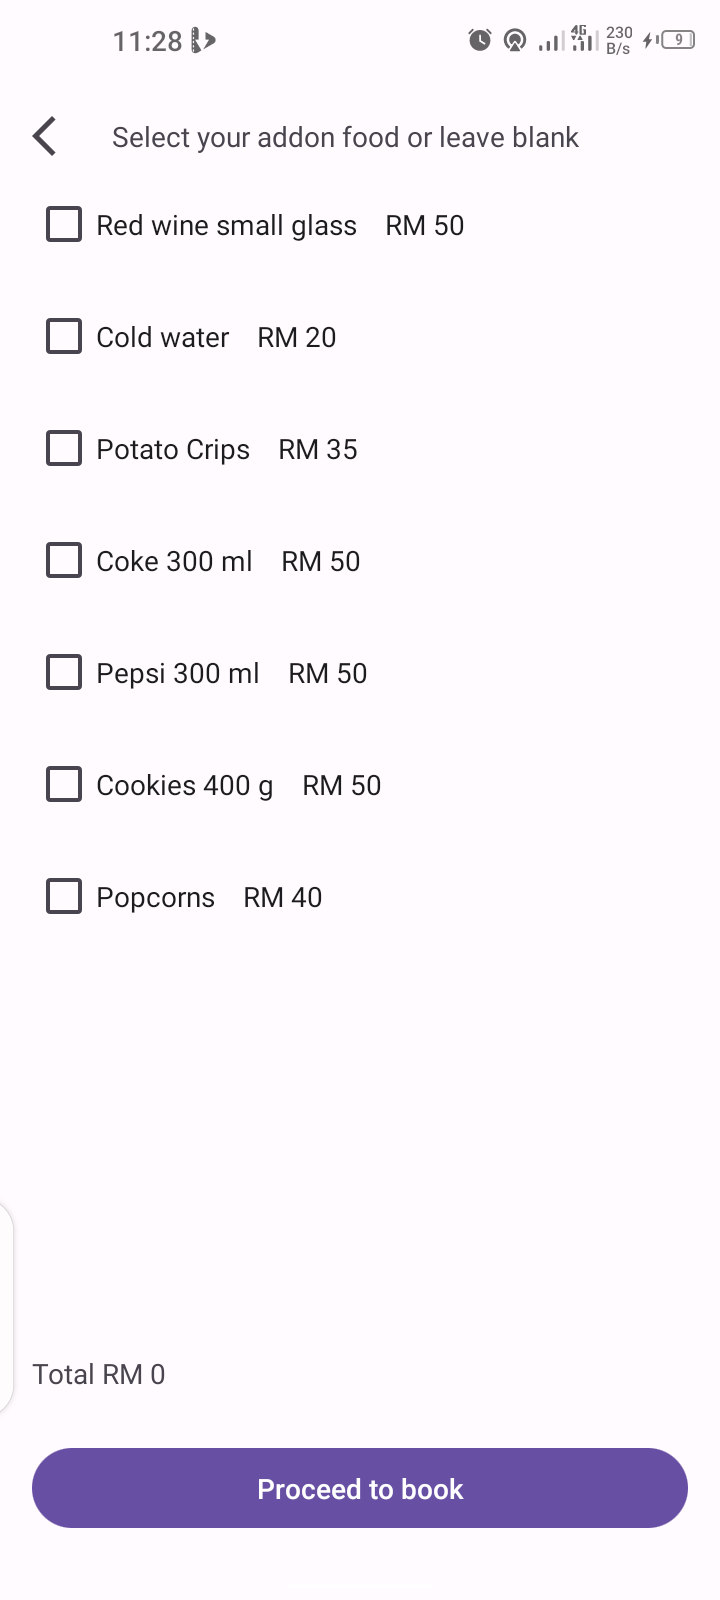 11:28 4G 230 B/s 9
Select your addon food or leave blank
Red wine small glass RM 50
Cold water RM 20
Potato Crips RM 35
Coke 300 ml RM 50
Pepsi 300 ml RM 50
Cookies 400 g RM 50
Popcorns RM 40
Total RM 0
Proceed to book